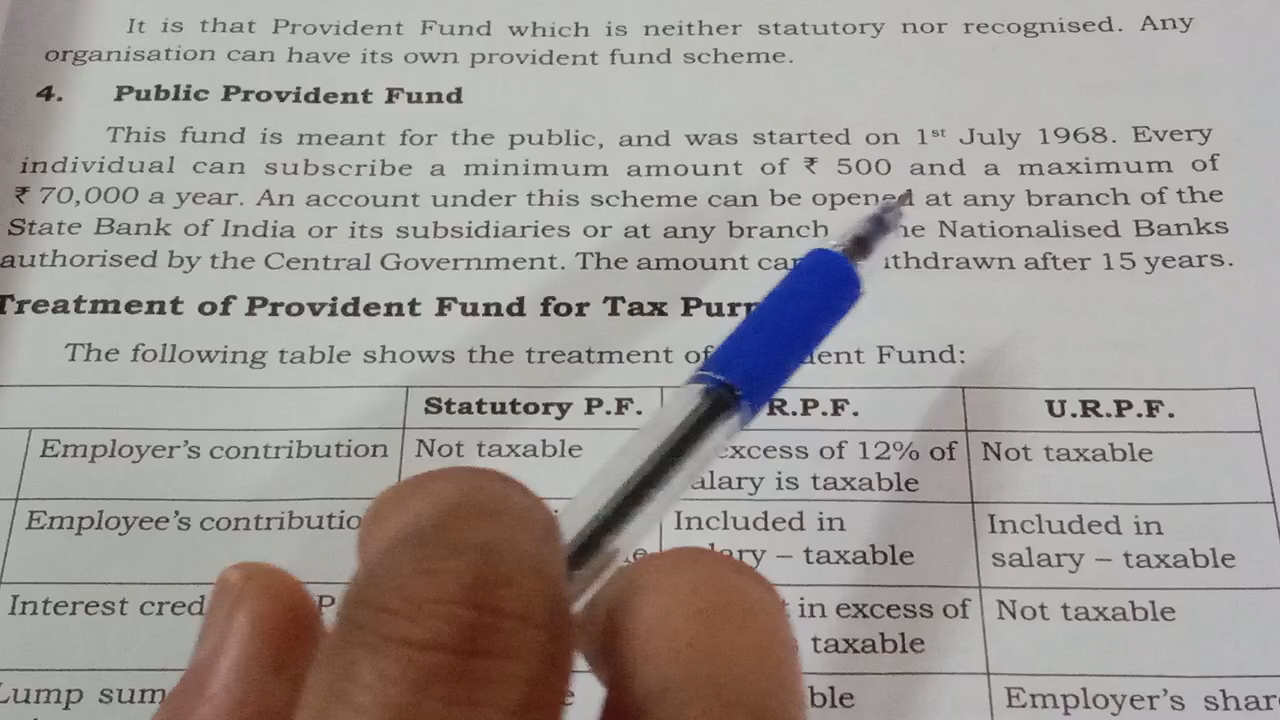 It is that Provident Fund which is neither statutory nor recognised. Any
organisation can have its own provident fund scheme.
4. Public Provident Fund
This fund is meant for the public, and was started on 1st July 1968. Every
individual can subscribe a minimum amount of ₹ 500 and a maximum of
₹ 70,000 a year. An account under this scheme can be opened at any branch of the
State Bank of India or its subsidiaries or at any branch Nationalised Banks
authorised by the Central Government. The amount after 15 years.
Treatment of Provident Fund for Tax
The following table shows the treatment of Fund:
Statutory P.F. R.P.F. U.R.P.F.
Employer's contribution Not taxable excess of 12% of Not taxable
salary is taxable
Employee's contribution Included in Included in
taxable salary – taxable
Interest in excess of Not taxable
taxable
Lump sum Employer's